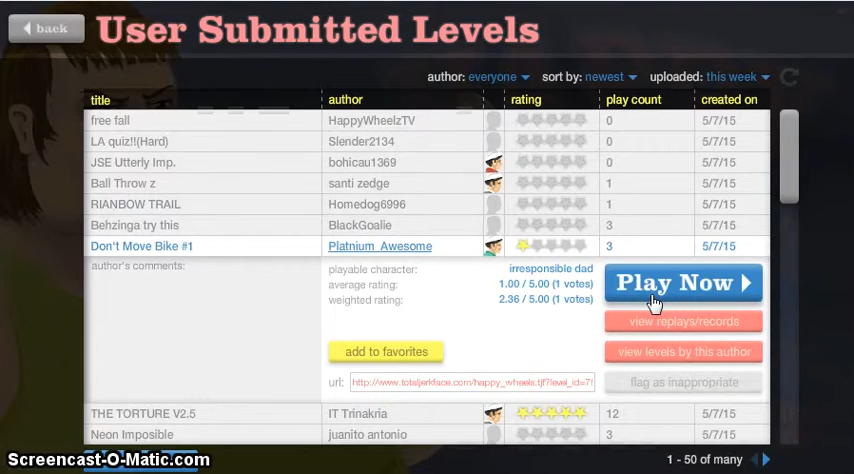 back
User Submitted Levels
author: everyone sort by: newest uploaded: this week
title author rating play count created on
free fall HappyWheelzTV 0 5/7/15
LA quiz!!(Hard) Slender2134 0 5/7/15
JSE Utterly Imp. bohicau1369 0 5/7/15
Ball Throw z santi zedge 1 5/7/15
RIANBOW TRAIL Homedog6996 1 5/7/15
Behzinga try this BlackGoalie 3 5/7/15
Don't Move Bike #1 Platnium_Awesome 3 5/7/15
author's comments:
playable character: irresponsible dad
average rating: 1.00 / 5.00 (1 votes)
weighted rating: 2.36 / 5.00 (1 votes)
Play Now
view replays/records
add to favorites
view levels by this author
url: http://www.totaljerkface.com/happy_wheels.tjf?level_id=7
flag as inappropriate
THE TORTURE V2.5 IT Trinakria 12 5/7/15
Neon Imposible juanito antonio 3 5/7/15
Screencast-O-Matic.com
1 - 50 of many